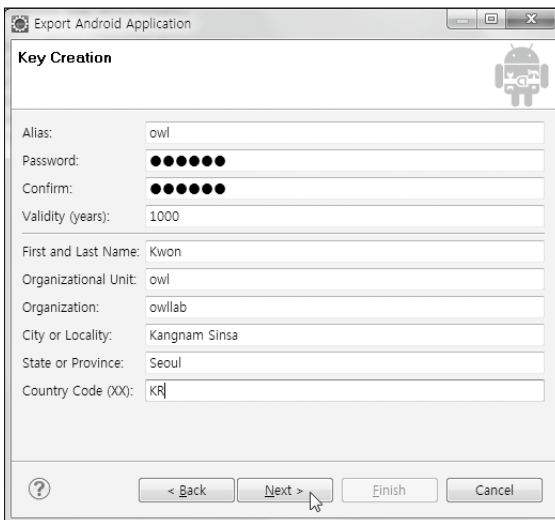 Export Android Application
Key Creation
Alias: owl
Password: ●●●●●●
Confirm: ●●●●●●
Validity (years): 1000
First and Last Name: Kwon
Organizational Unit: owl
Organization: owllab
City or Locality: Kangnam Sinsa
State or Province: Seoul
Country Code (XX): KR
? < Back Next > Finish Cancel